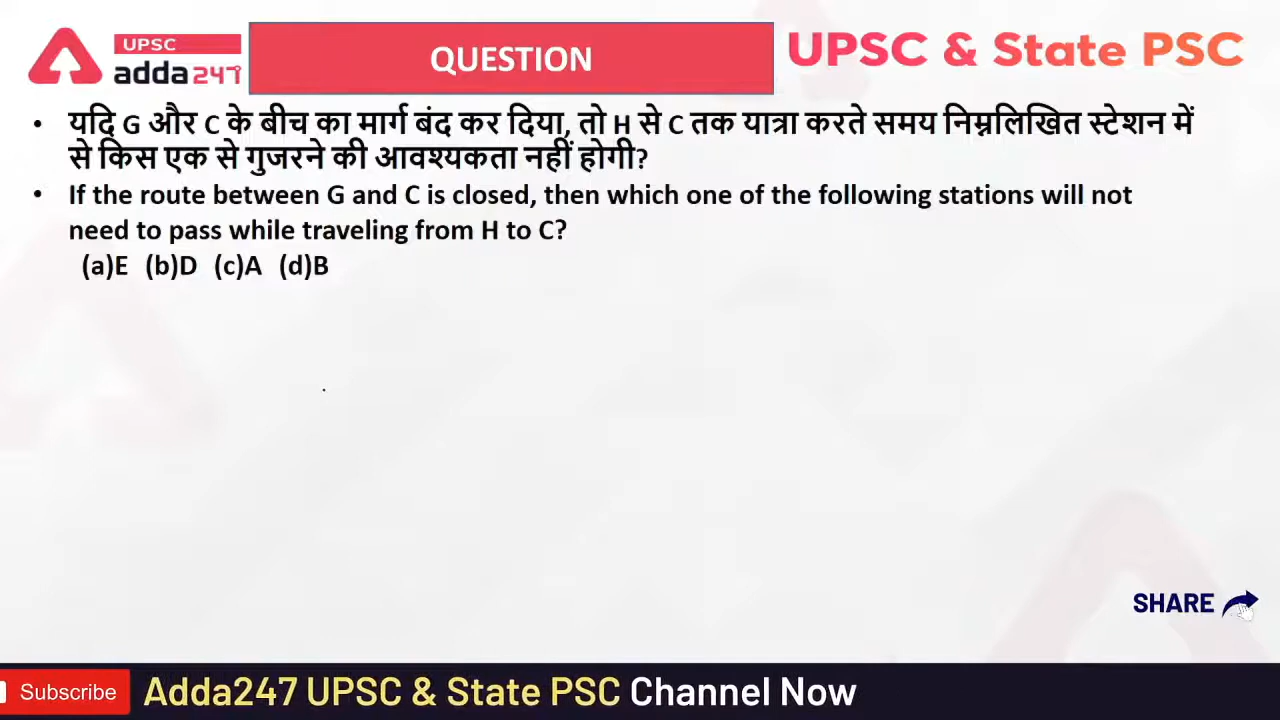 UPSC
adda247
QUESTION
UPSC & State PSC
• यदि G और C के बीच का मार्ग बंद कर दिया, तो H से C तक यात्रा करते समय निम्नलिखित स्टेशन में
से किस एक से गुजरने की आवश्यकता नहीं होगी?
• If the route between G and C is closed, then which one of the following stations will not
need to pass while traveling from H to C?
(a)E (b)D (c)A (d)B
SHARE
Subscribe
Adda247 UPSC & State PSC Channel Now